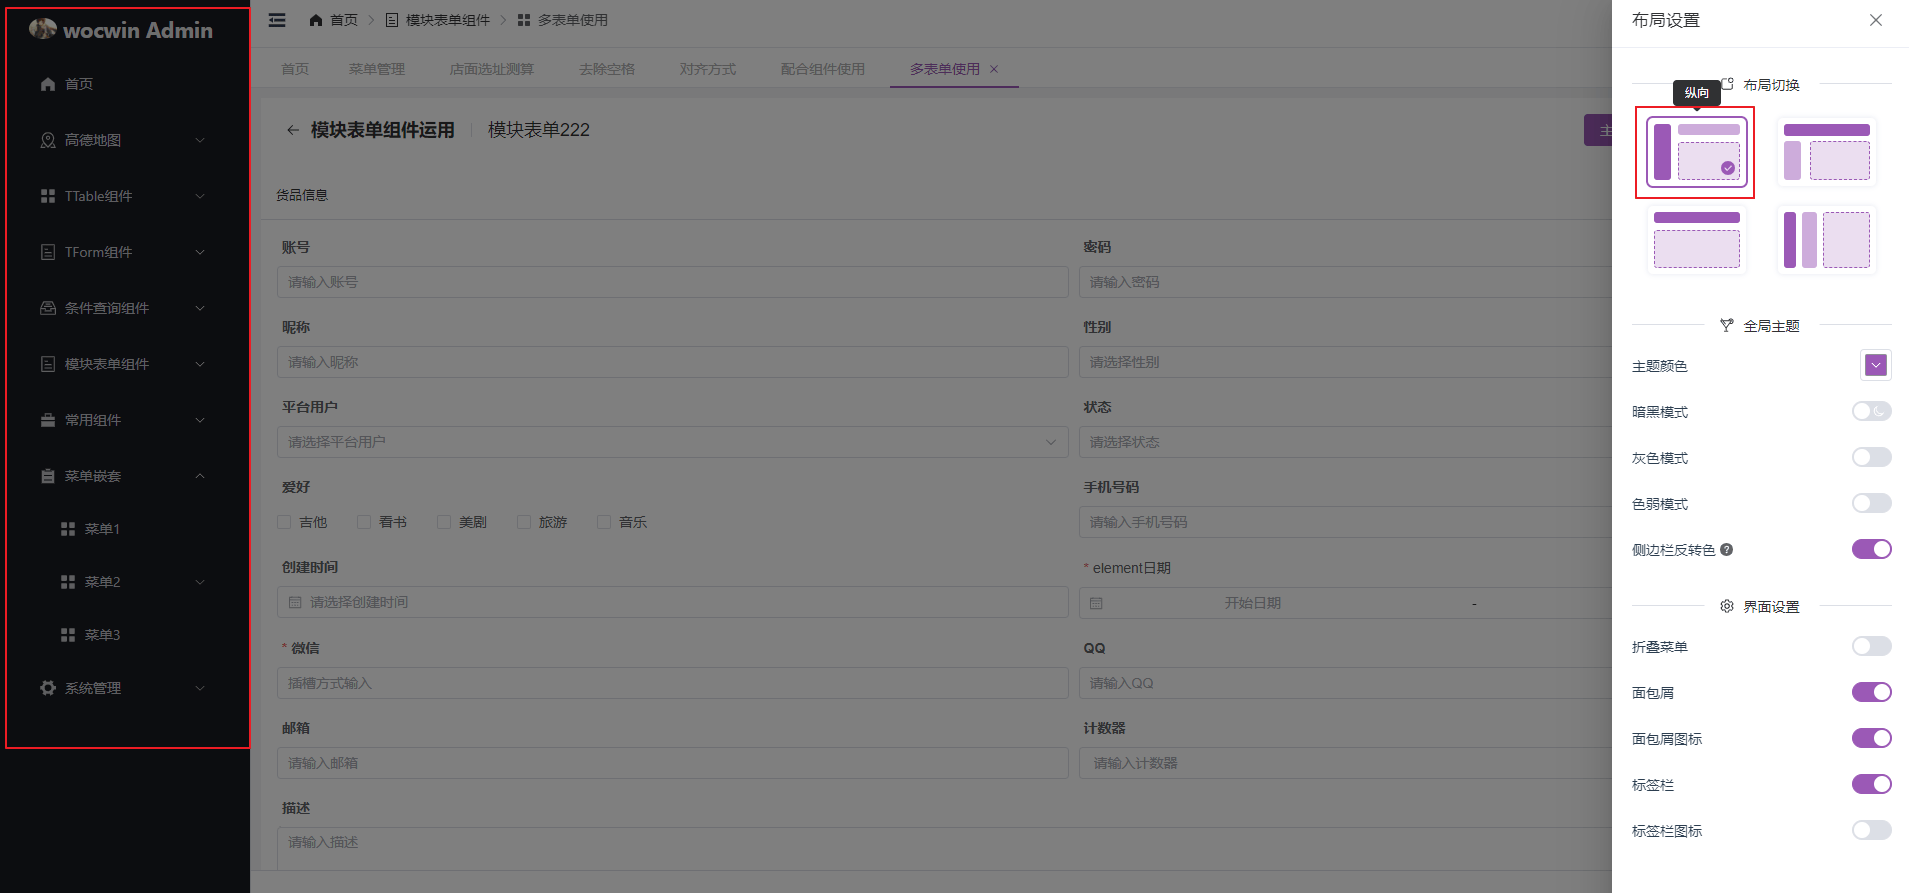 wocwin Admin
首页
高德地图
TTable组件
TForm组件
条件查询组件
模块表单组件
常用组件
菜单嵌套
菜单1
菜单2
菜单3
系统管理
首页 模块表单组件 多表单使用
首页 菜单管理 店面选址测算 去除空格 对齐方式 配合组件使用 多表单使用
模块表单组件运用 模块表单222
主
货品信息
账号 密码
请输入账号 请输入密码
昵称 性别
请输入昵称 请选择性别
平台用户 状态
请选择平台用户 请选择状态
爱好 手机号码
吉他 看书 美剧 旅游 音乐 请输入手机号码
创建时间 * element日期
请选择创建时间 开始日期 -
* 微信 QQ
插槽方式输入 请输入QQ
邮箱 计数器
请输入邮箱 请输入计数器
描述
请输入描述
布局设置
布局切换
纵向
全局主题
主题颜色
暗黑模式
灰色模式
色弱模式
侧边栏反转色 ?
界面设置
折叠菜单
面包屑
面包屑图标
标签栏
标签栏图标